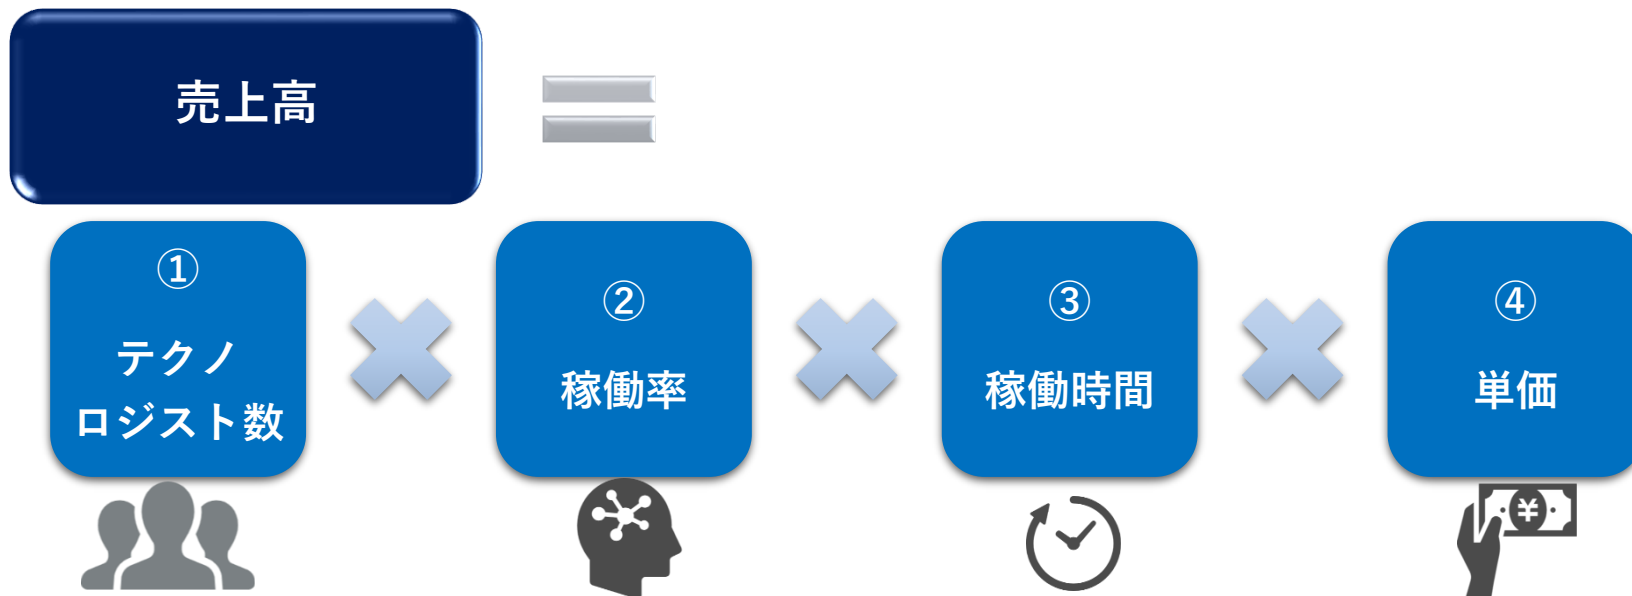 売上高
①
テクノ
ロジスト数
②
稼働率
③
稼働時間
④
単価
¥